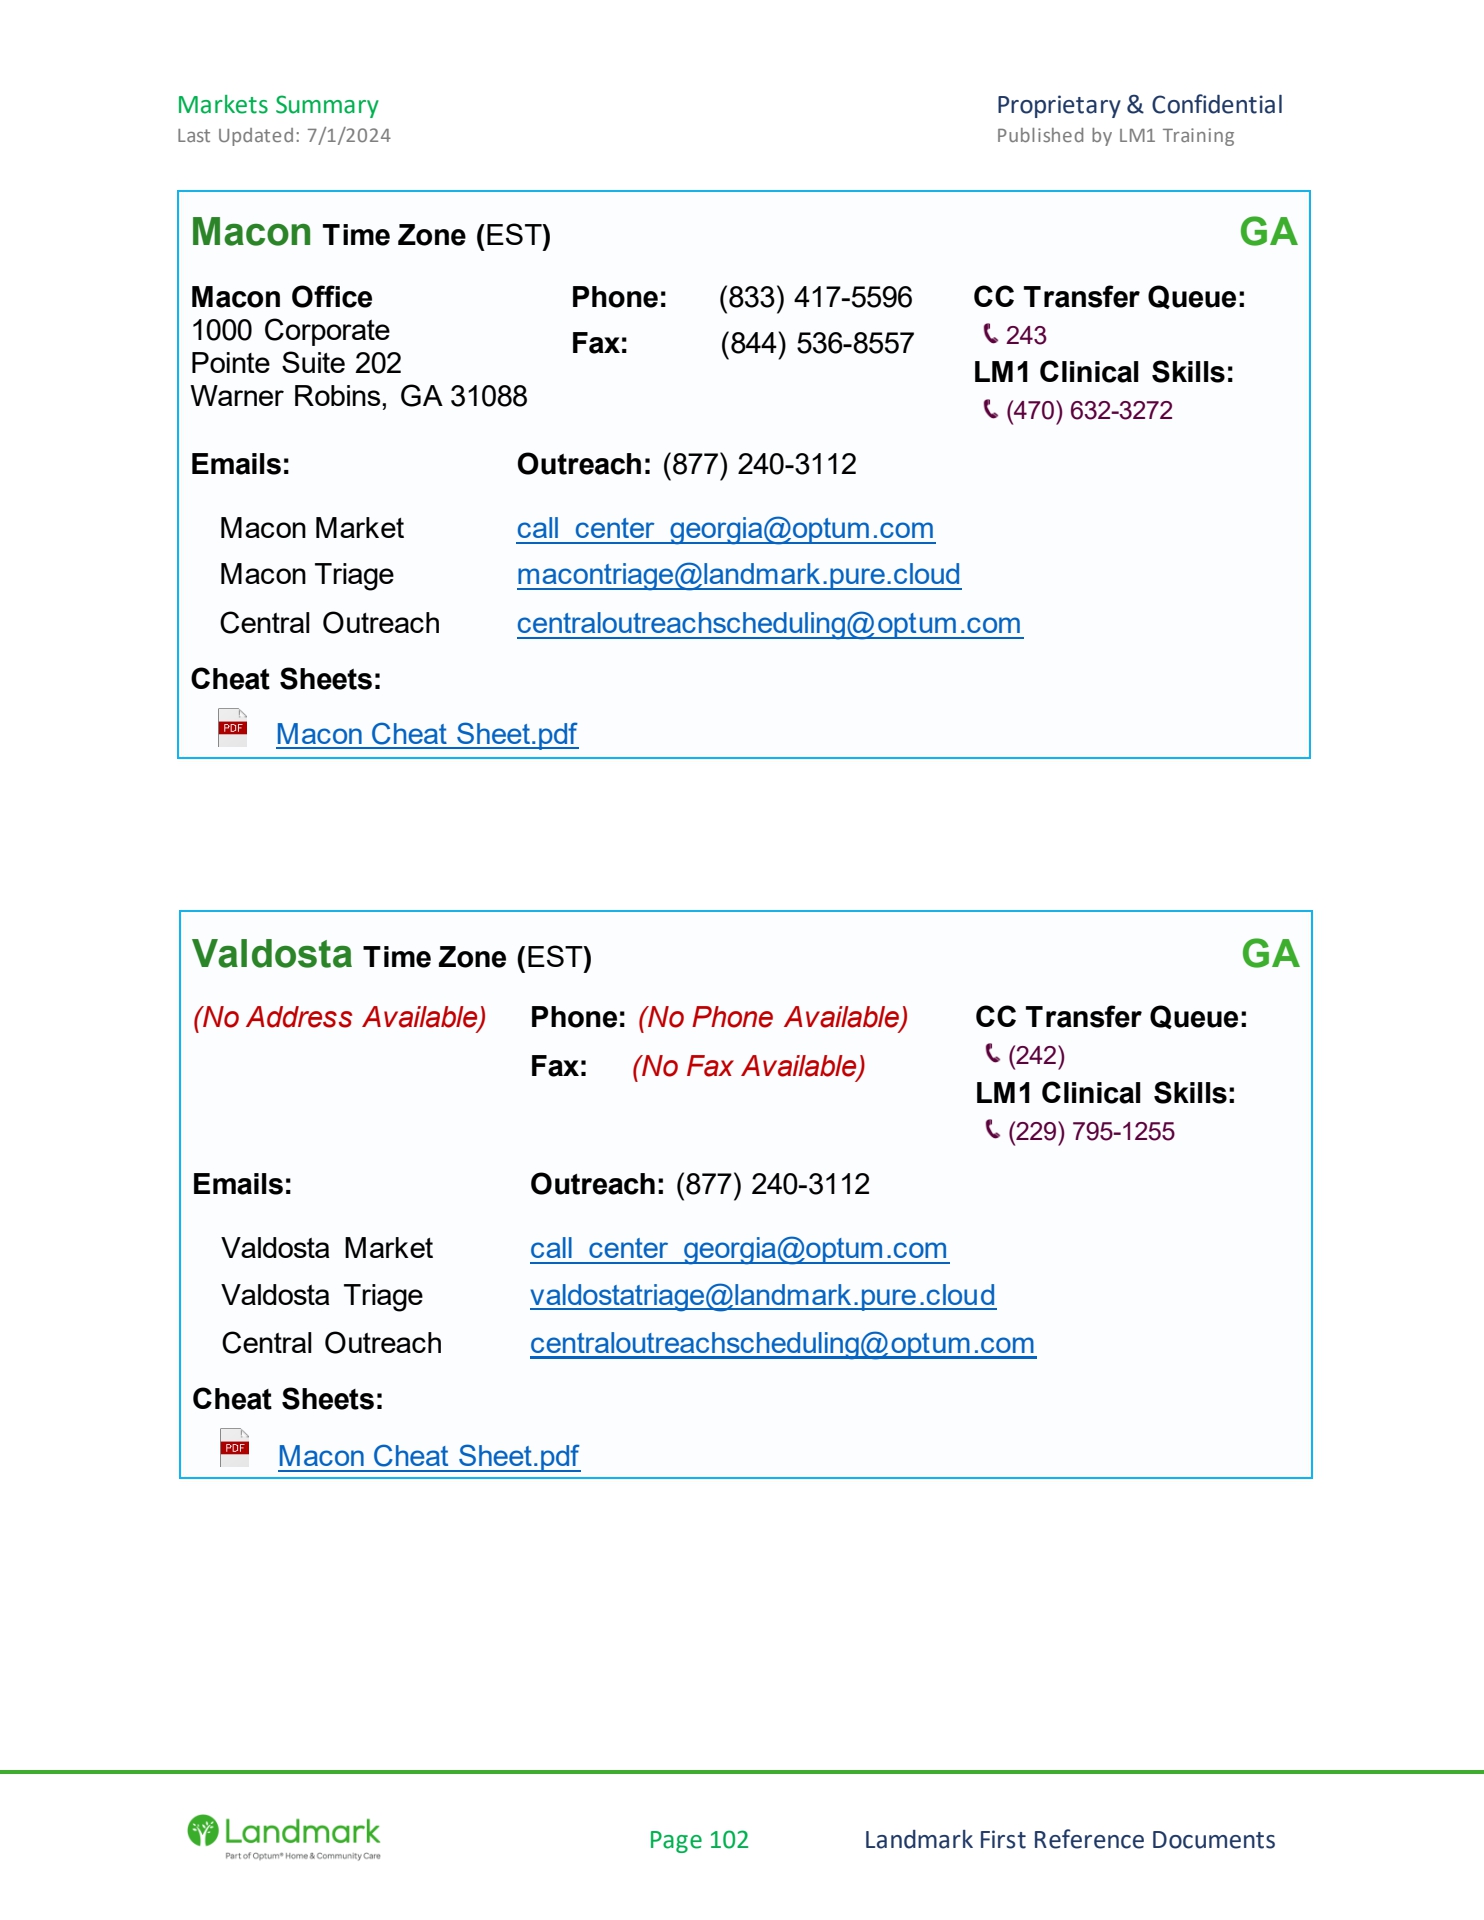 Markets Summary
Proprietary & Confidential
Last Updated: 7/1/2024
Published by LM1 Training
Macon Time Zone (EST)
GA
Macon Office
1000 Corporate
Pointe Suite 202
Warner Robins, GA 31088
Phone: (833) 417-5596
Fax: (844) 536-8557
CC Transfer Queue:
243
LM1 Clinical Skills:
(470) 632-3272
Emails:
Outreach: (877) 240-3112
Macon Market
call_center_georgia@optum.com
Macon Triage
macontriage@landmark.pure.cloud
Central Outreach
centraloutreachscheduling@optum.com
Cheat Sheets:
PDF
Macon Cheat Sheet.pdf
Valdosta Time Zone (EST)
GA
(No Address Available)
Phone: (No Phone Available)
Fax: (No Fax Available)
CC Transfer Queue:
(242)
LM1 Clinical Skills:
(229) 795-1255
Emails:
Outreach: (877) 240-3112
Valdosta Market
call_center_georgia@optum.com
Valdosta Triage
valdostatriage@landmark.pure.cloud
Central Outreach
centraloutreachscheduling@optum.com
Cheat Sheets:
PDF
Macon Cheat Sheet.pdf
Landmark
Part of Optum® Home & Community Care
Page 102
Landmark First Reference Documents